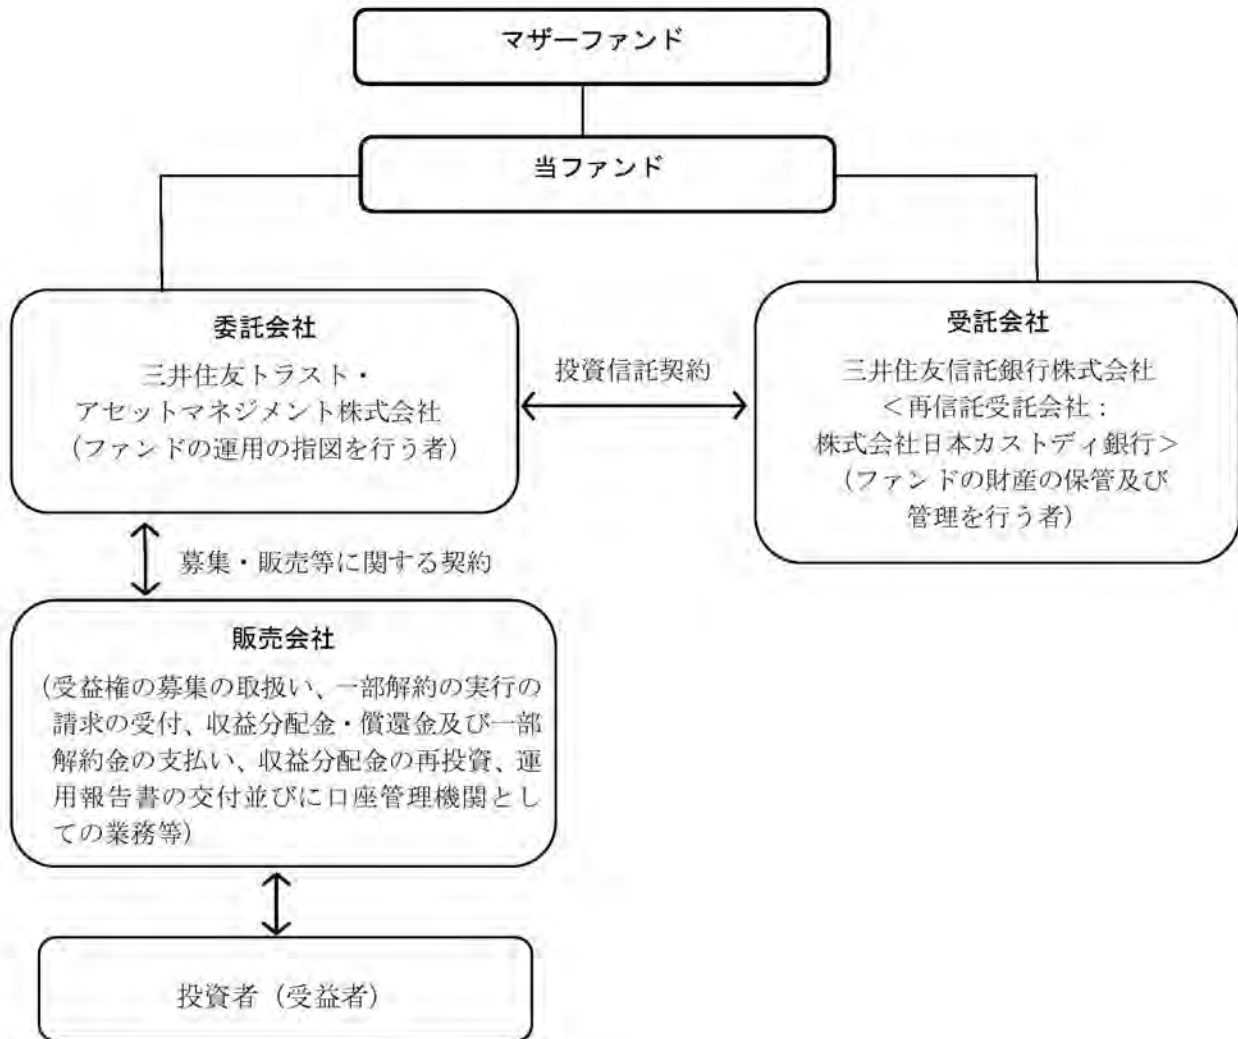 マザーファンド
当ファンド
委託会社
三井住友トラスト・
アセットマネジメント株式会社
(ファンドの運用の指図を行う者)
投資信託契約
受託会社
三井住友信託銀行株式会社
＜再信託受託会社：
株式会社日本カストディ銀行＞
(ファンドの財産の保管及び
管理を行う者)
募集・販売等に関する契約
販売会社
(受益権の募集の取扱い、一部解約の実行の
請求の受付、収益分配金・償還金及び一部
解約金の支払い、収益分配金の再投資、運
用報告書の交付並びに口座管理機関とし
ての業務等)
投資者（受益者）